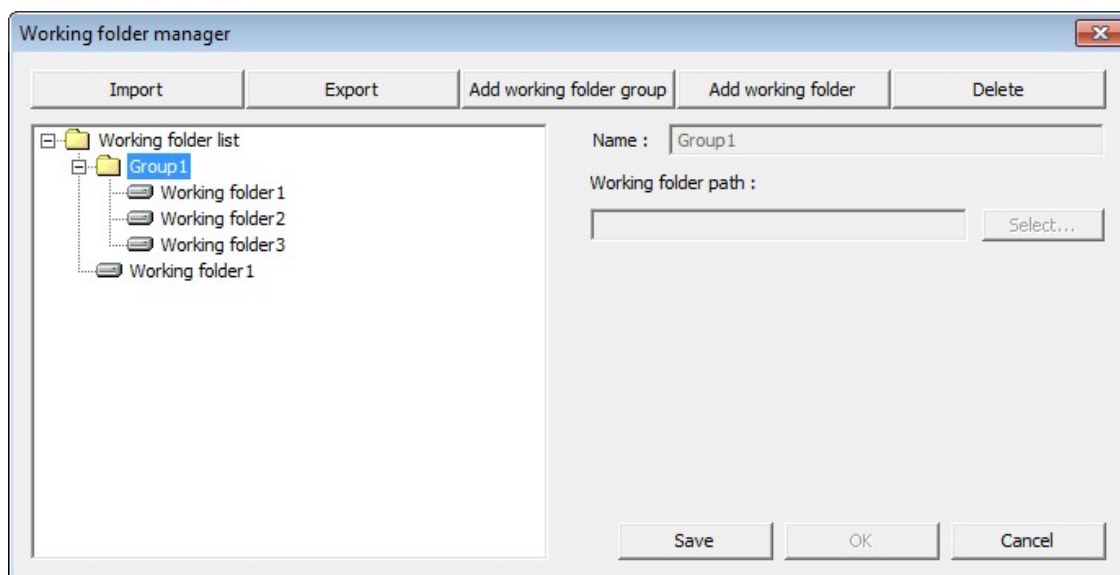 Working folder manager
Import Export Add working folder group Add working folder Delete
Working folder list
Group1
Working folder1
Working folder2
Working folder3
Working folder1
Name : Group1
Working folder path :
Select...
Save OK Cancel